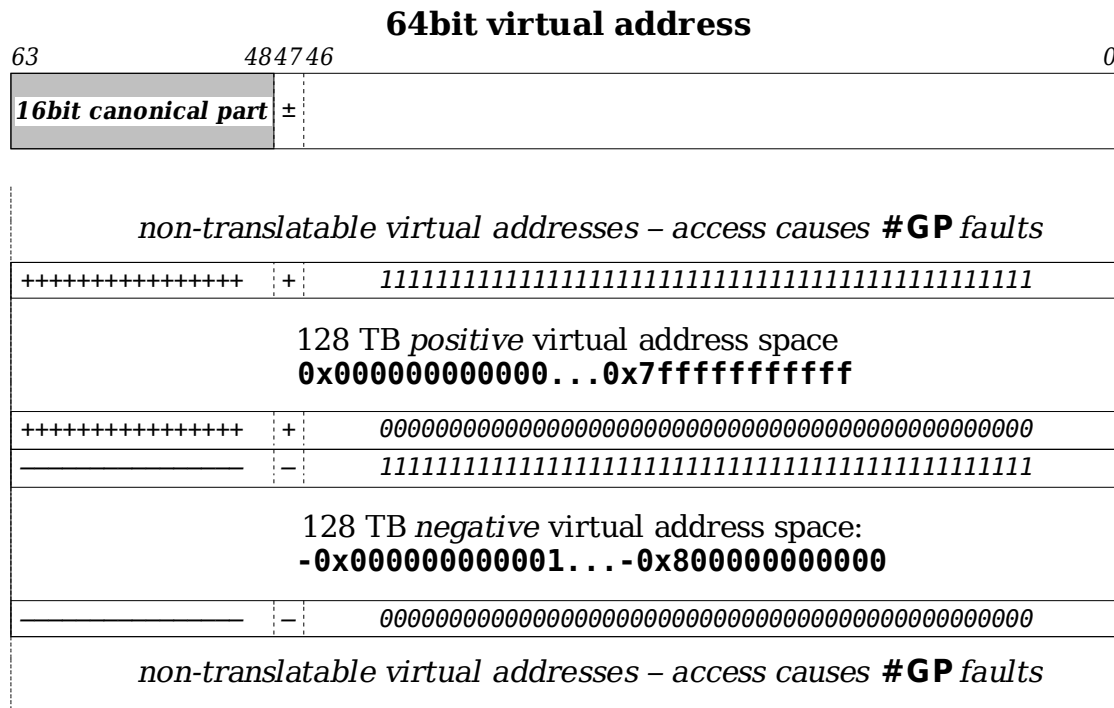 64bit virtual address
63 48 47 46 0
16bit canonical part ±
non-translatable virtual addresses – access causes #GP faults
++++++++++++++++ + 11111111111111111111111111111111111111111111111
128 TB positive virtual address space
0x000000000000...0x7fffffffffff
++++++++++++++++ + 00000000000000000000000000000000000000000000000
–––––––––––––––– – 11111111111111111111111111111111111111111111111
128 TB negative virtual address space:
-0x000000000001...-0x800000000000
–––––––––––––––– – 00000000000000000000000000000000000000000000000
non-translatable virtual addresses – access causes #GP faults